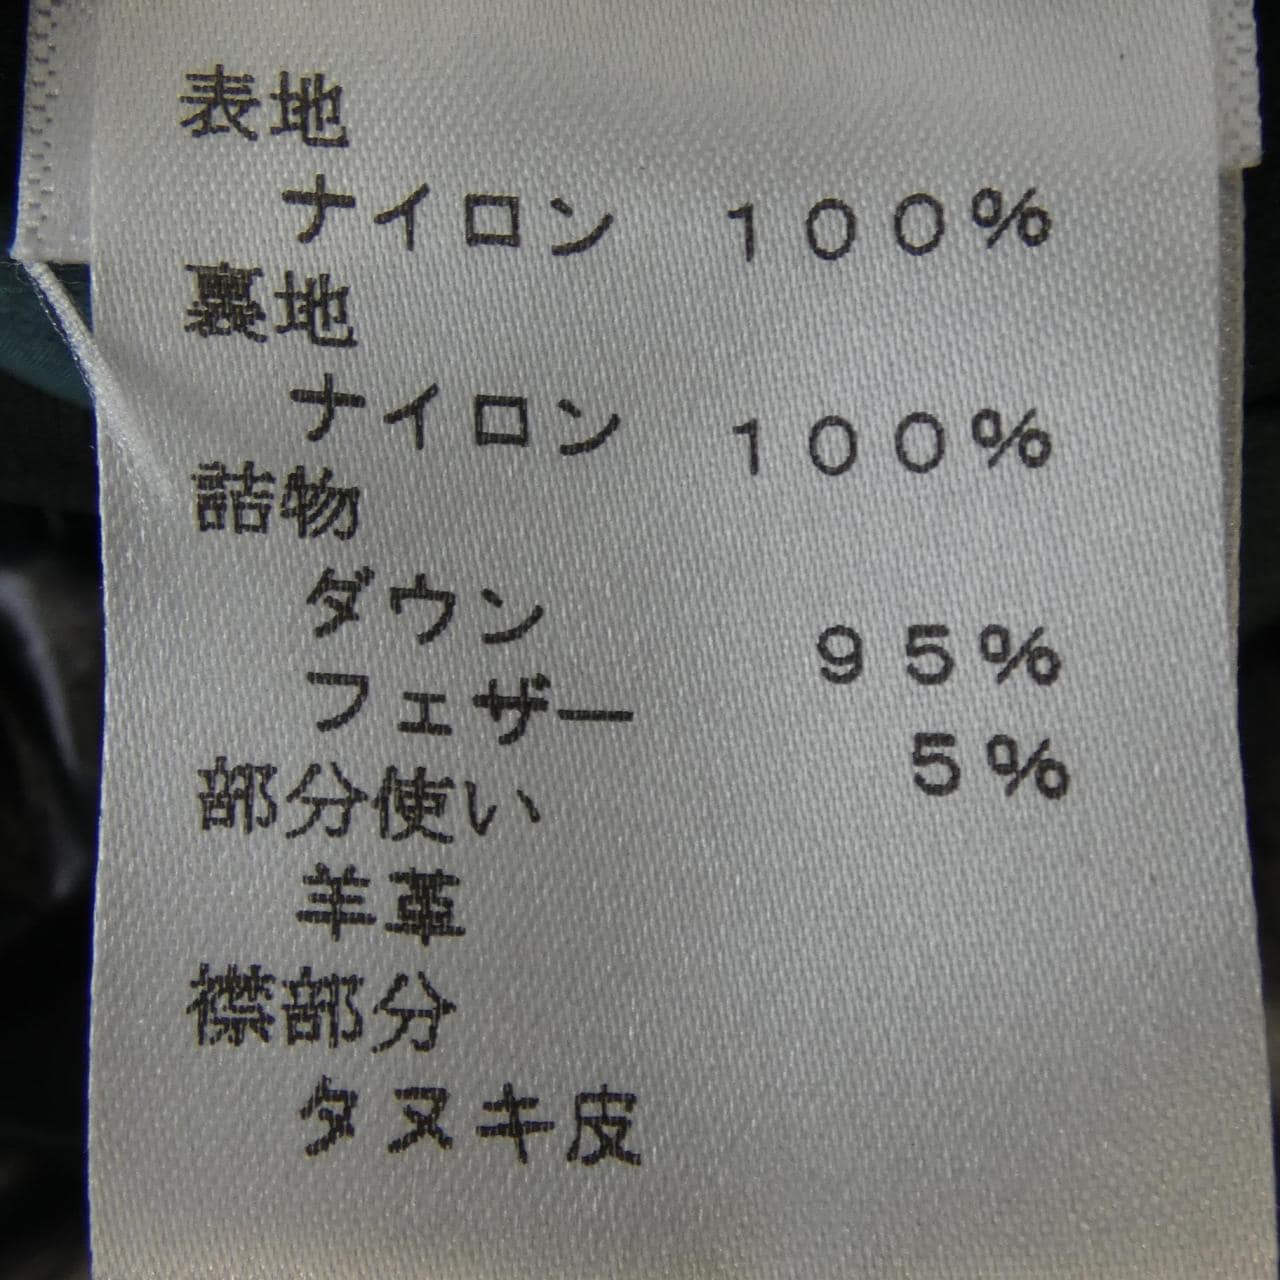 表地
ナイロン 100%
裏地
ナイロン 100%
詰物
ダウン 95%
フェザー 5%
部分使い
羊革
襟部分
タヌキ皮